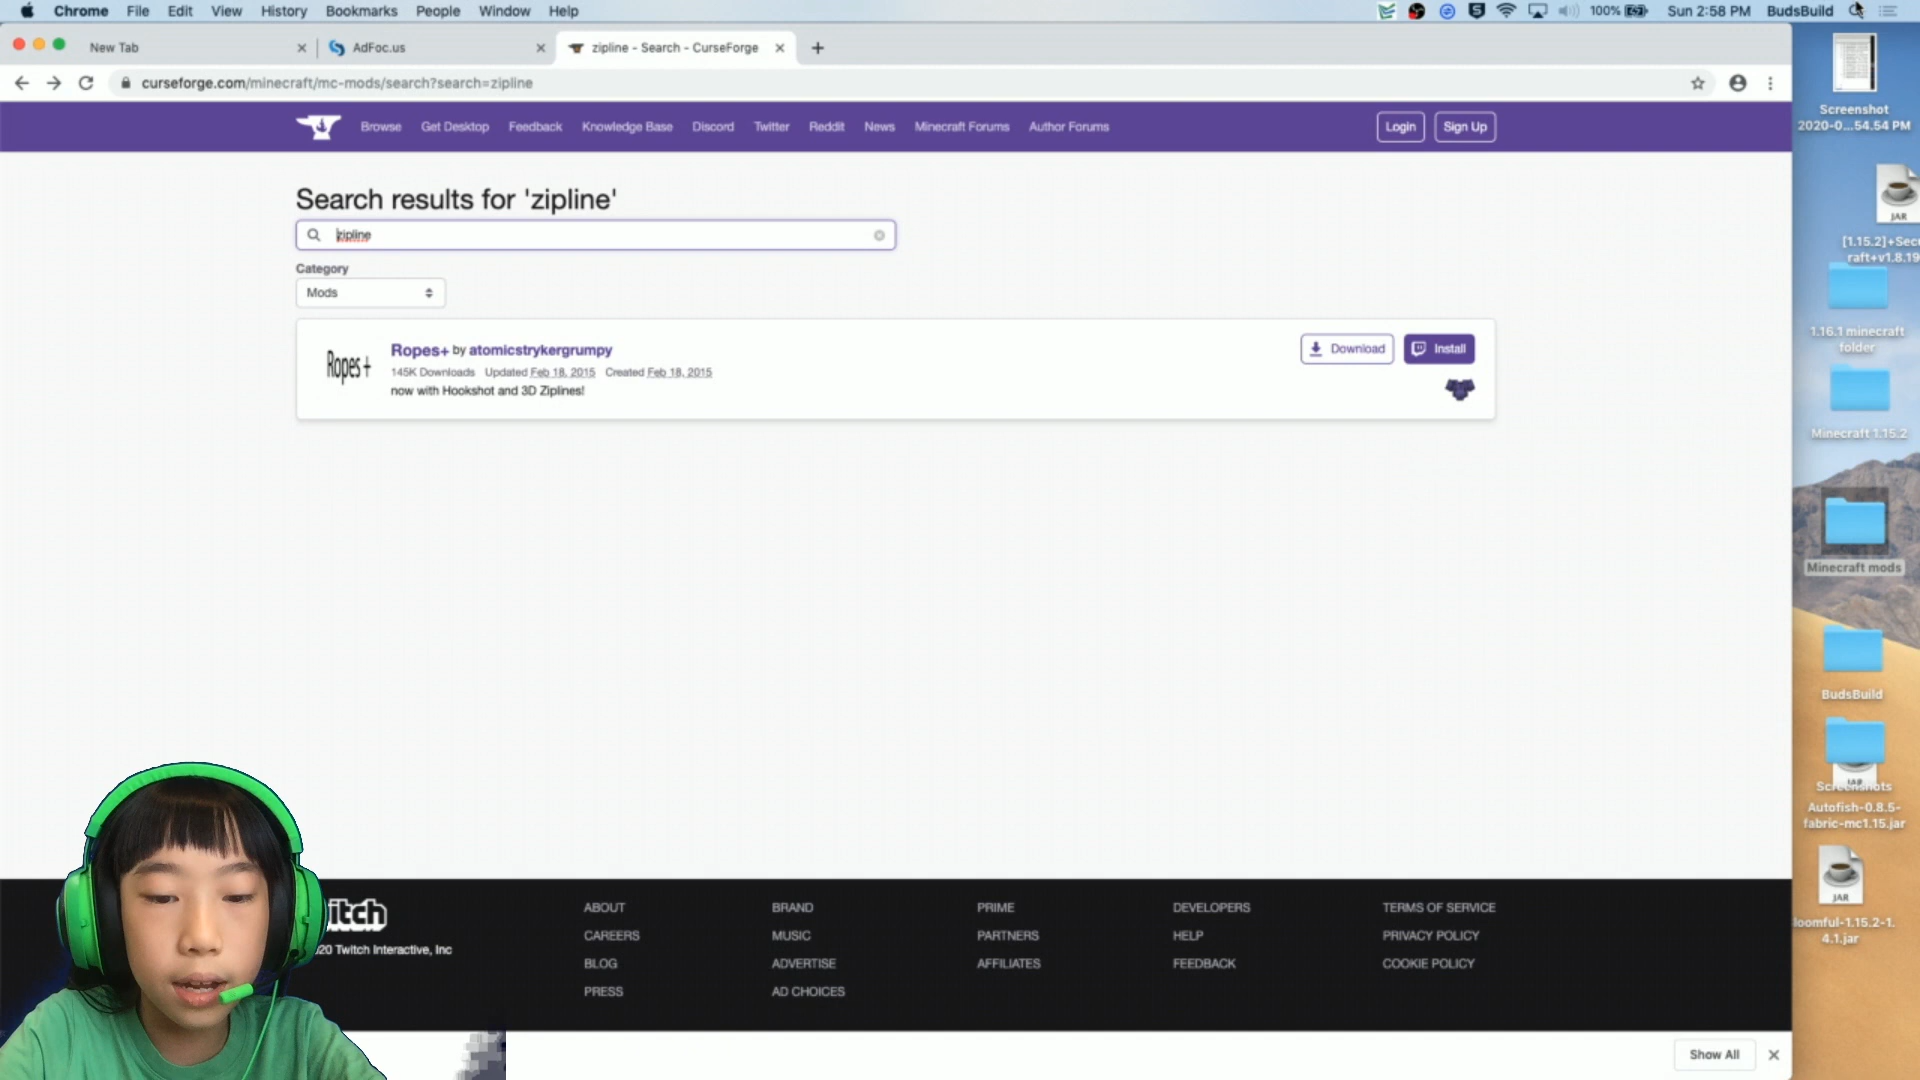 Chrome File Edit View History Bookmarks People Window Help
100% Sun 2:58 PM BudsBuild
New Tab AdFoc.us zipline - Search - CurseForge
curseforge.com/minecraft/mc-mods/search?search=zipline
Browse Get Desktop Feedback Knowledge Base Discord Twitter Reddit News Minecraft Forums Author Forums Login Sign Up
Search results for 'zipline'
zipline
Category
Mods
Ropes+
Ropes+ by atomicstrykergrumpy
145K Downloads Updated Feb 18, 2015 Created Feb 18, 2015
now with Hookshot and 3D Ziplines!
Download Install
Screenshot
2020-0...54.54 PM
JAR
[1.15.2]+Secu
raft+v1.8.19
1.16.1 minecraft
folder
Minecraft 1.15.2
Minecraft mods
BudsBuild
JAR
Screenshots
Autofish-0.8.5-
fabric-mc1.15.jar
JAR
loomful-1.15.2-1.
4.1.jar
itch
20 Twitch Interactive, Inc
ABOUT BRAND PRIME DEVELOPERS TERMS OF SERVICE
CAREERS MUSIC PARTNERS HELP PRIVACY POLICY
BLOG ADVERTISE AFFILIATES FEEDBACK COOKIE POLICY
PRESS AD CHOICES
Show All